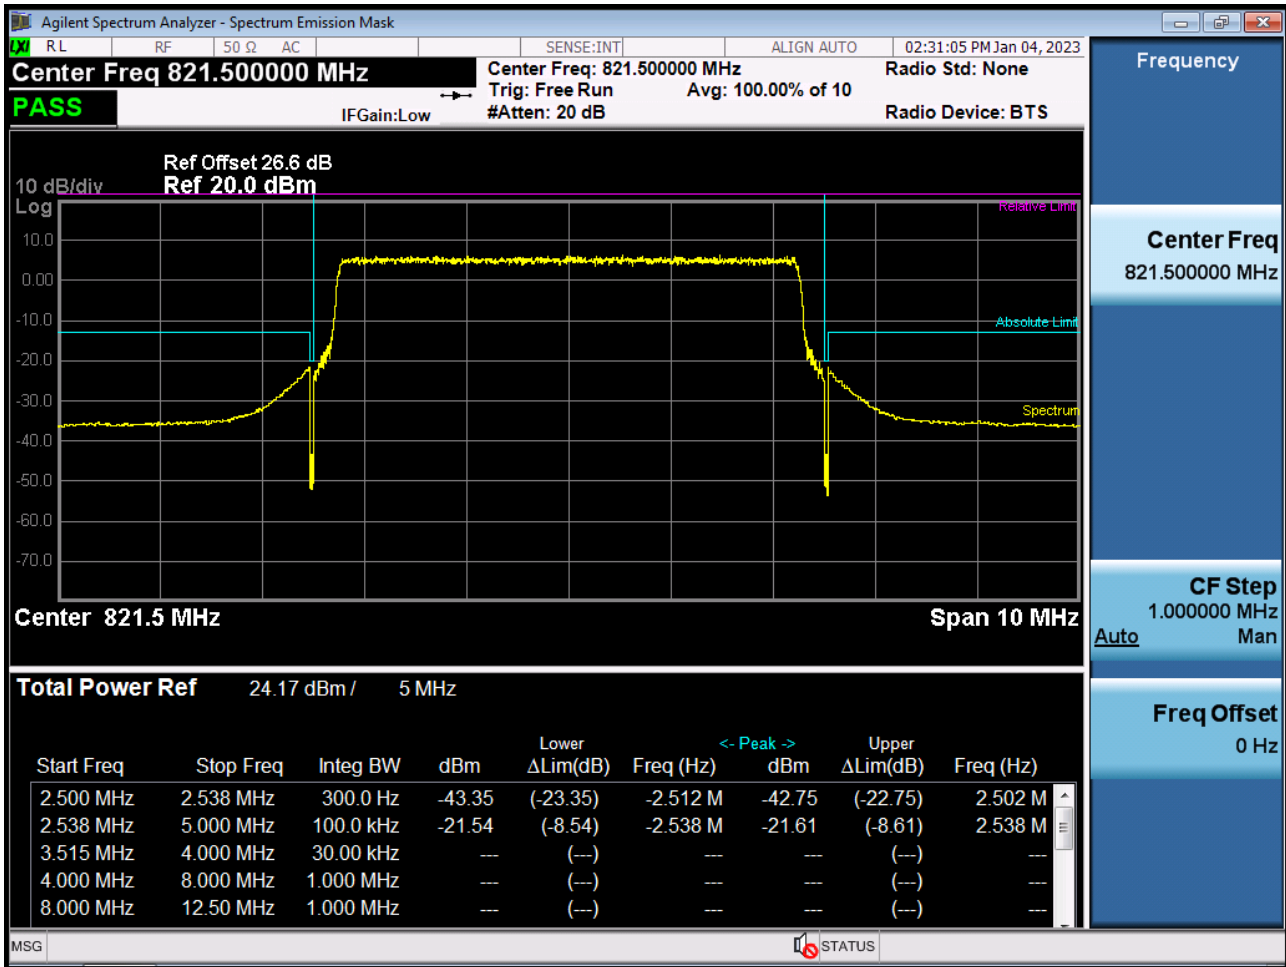 Agilent Spectrum Analyzer - Spectrum Emission Mask
LXI RL RF 50 Ω AC SENSE:INT ALIGN AUTO 02:31:05 PM Jan 04, 2023
Center Freq 821.500000 MHz
Center Freq: 821.500000 MHz Radio Std: None
Trig: Free Run Avg: 100.00% of 10
PASS IFGain:Low #Atten: 20 dB Radio Device: BTS
Ref Offset 26.6 dB
10 dB/div Ref 20.0 dBm
Log
Relative Limit
10.0
0.00
-10.0
Absolute Limit
-20.0
-30.0
Spectrum
-40.0
-50.0
-60.0
-70.0
Center 821.5 MHz Span 10 MHz
Total Power Ref 24.17 dBm / 5 MHz
Lower <- Peak -> Upper
Start Freq Stop Freq Integ BW dBm ΔLim(dB) Freq (Hz) dBm ΔLim(dB) Freq (Hz)
2.500 MHz 2.538 MHz 300.0 Hz -43.35 (-23.35) -2.512 M -42.75 (-22.75) 2.502 M
2.538 MHz 5.000 MHz 100.0 kHz -21.54 (-8.54) -2.538 M -21.61 (-8.61) 2.538 M
3.515 MHz 4.000 MHz 30.00 kHz --- (---) --- --- (---) ---
4.000 MHz 8.000 MHz 1.000 MHz --- (---) --- --- (---) ---
8.000 MHz 12.50 MHz 1.000 MHz --- (---) --- --- (---) ---
MSG STATUS
Frequency
Center Freq
821.500000 MHz
CF Step
1.000000 MHz
Auto Man
Freq Offset
0 Hz